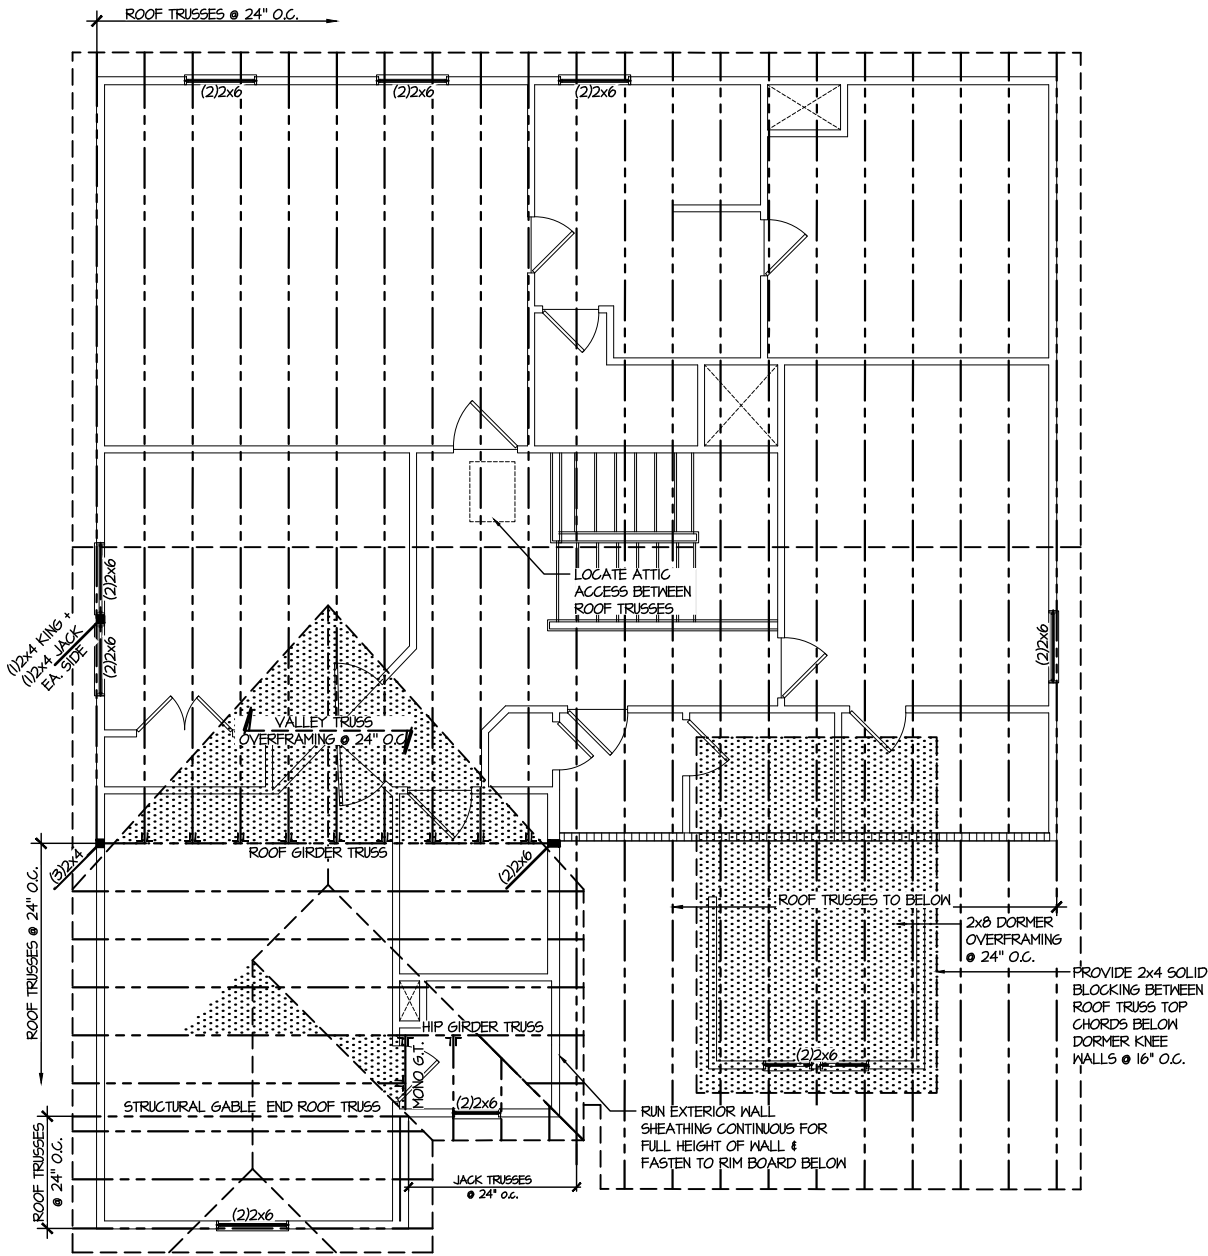 ROOF TRUSSES @ 24" O.C.
(2)2x6
(2)2x6
(2)2x6
LOCATE ATTIC
ACCESS BETWEEN
ROOF TRUSSES
(2)2x6
(2)2x6
(1)2x4 KING +
(1)2x4 JACK
EA. SIDE
(2)2x6
VALLEY TRUSS
OVERFRAMING @ 24" O.C.
ROOF GIRDER TRUSS
(3)2x4
(2)2x6
ROOF TRUSSES @ 24" O.C.
ROOF TRUSSES TO BELOW
2x8 DORMER
OVERFRAMING
@ 24" O.C.
PROVIDE 2x4 SOLID
BLOCKING BETWEEN
ROOF TRUSS TOP
CHORDS BELOW
DORMER KNEE
WALLS @ 16" O.C.
HIP GIRDER TRUSS
MONO G.T.
(2)2x6
(2)2x6
STRUCTURAL GABLE END ROOF TRUSS
RUN EXTERIOR WALL
SHEATHING CONTINUOUS FOR
FULL HEIGHT OF WALL &
FASTEN TO RIM BOARD BELOW
ROOF TRUSSES
@ 24" O.C.
JACK TRUSSES
@ 24" O.C.
(2)2x6